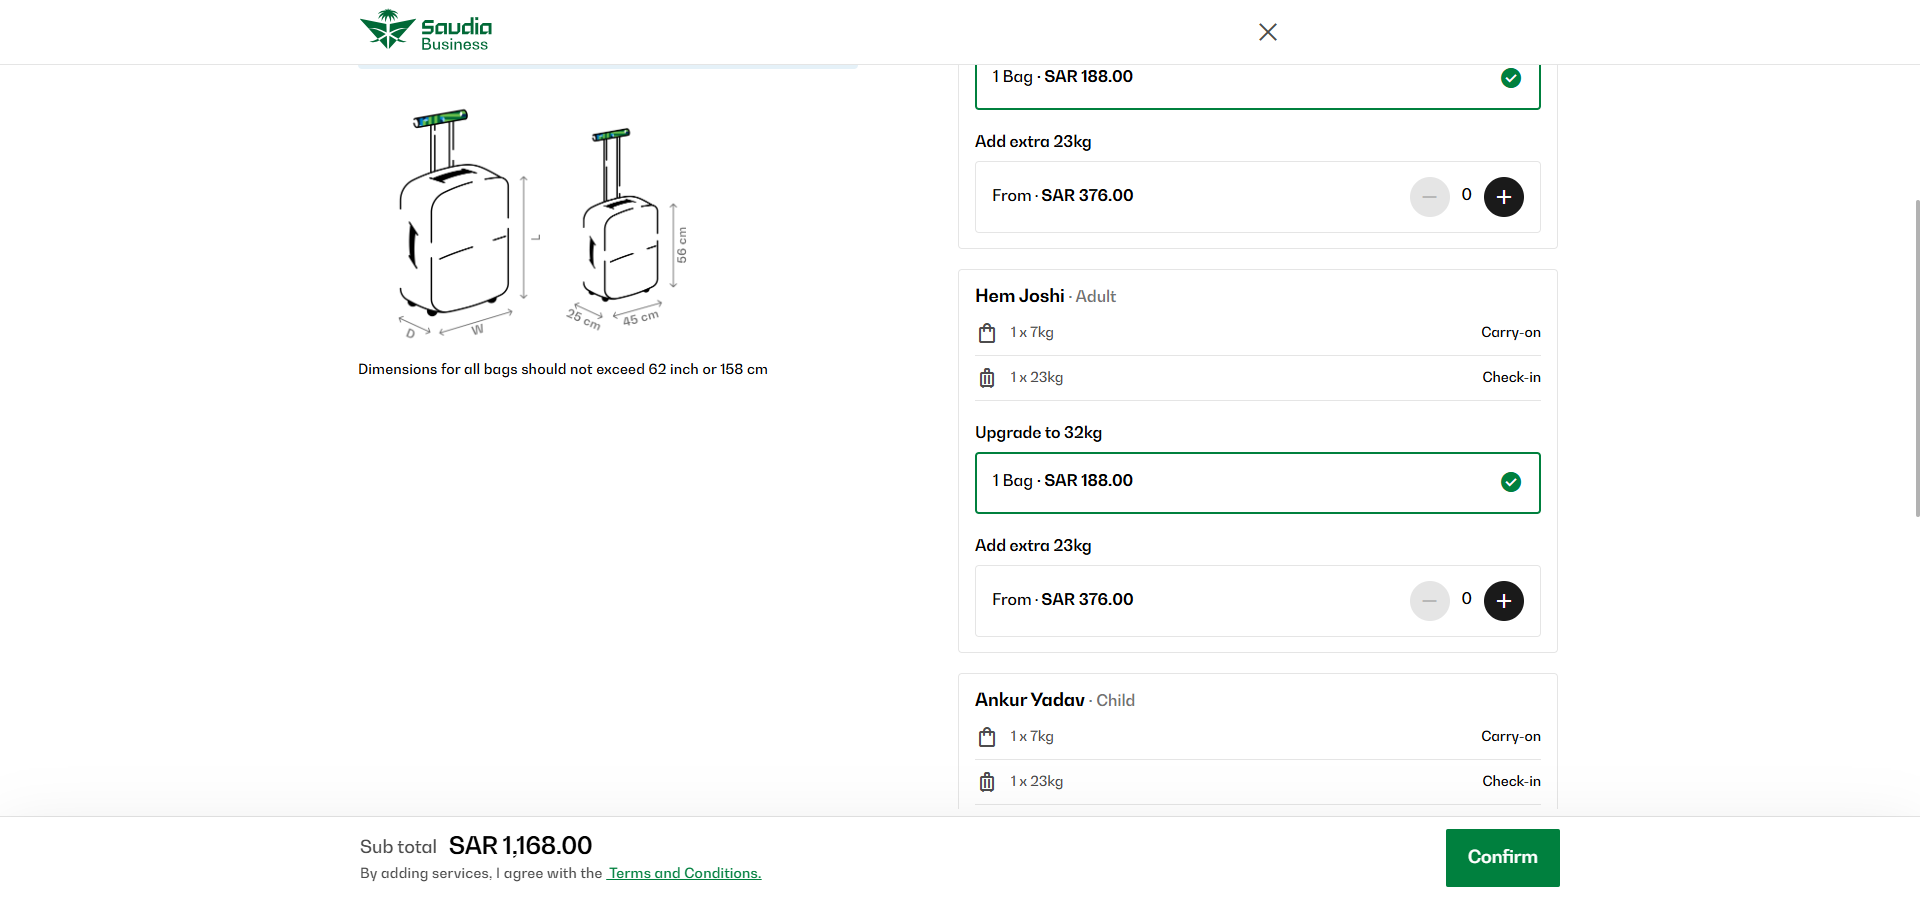 Saudia
Business
L
D
W
56 cm
25 cm
45 cm
Dimensions for all bags should not exceed 62 inch or 158 cm
1 Bag · SAR 188.00
Add extra 23kg
From · SAR 376.00
0
Hem Joshi · Adult
1 x 7kg
Carry-on
1 x 23kg
Check-in
Upgrade to 32kg
1 Bag · SAR 188.00
Add extra 23kg
From · SAR 376.00
0
Ankur Yadav · Child
1 x 7kg
Carry-on
1 x 23kg
Check-in
Sub total SAR 1,168.00
By adding services, I agree with the Terms and Conditions.
Confirm